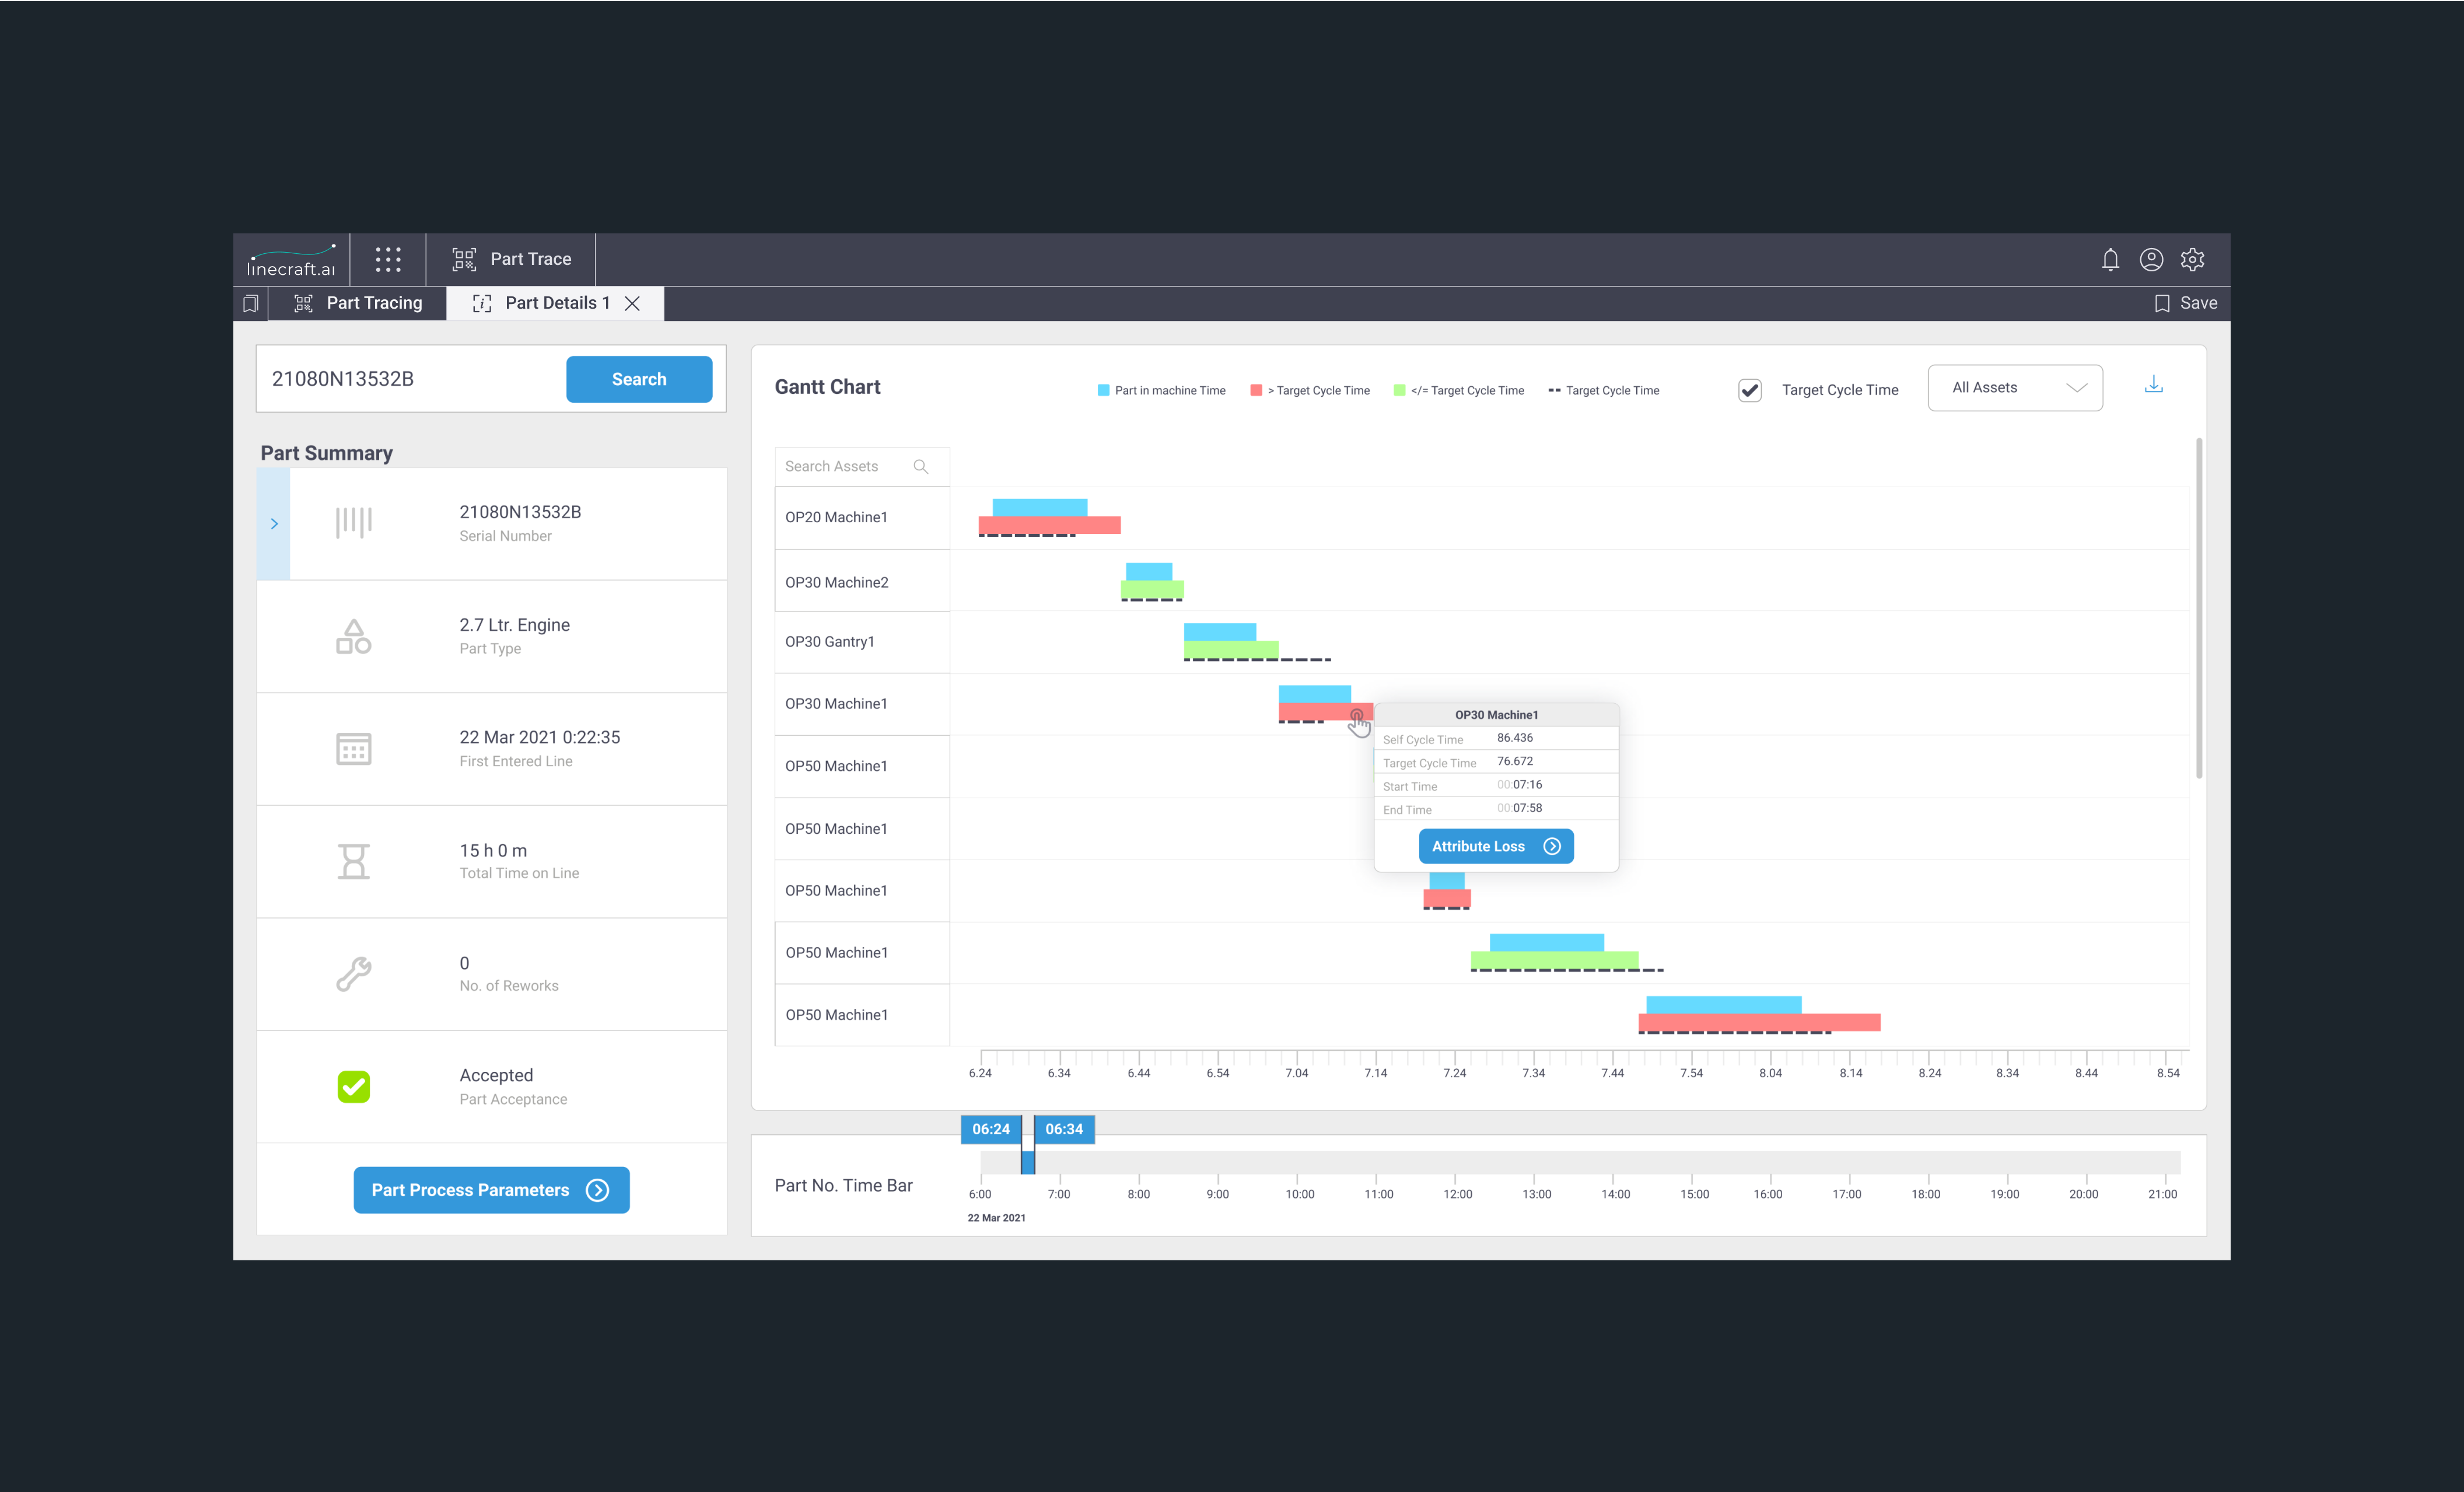 linecraft.ai
Part Trace
Part Tracing
Part Details 1
Save
21080N13532B
Search
Part Summary
21080N13532B
Serial Number
2.7 Ltr. Engine
Part Type
22 Mar 2021 0:22:35
First Entered Line
15 h 0 m
Total Time on Line
0
No. of Reworks
Accepted
Part Acceptance
Part Process Parameters
Gantt Chart
Part in machine Time
> Target Cycle Time
</= Target Cycle Time
Target Cycle Time
Target Cycle Time
All Assets
Search Assets
OP20 Machine1
OP30 Machine2
OP30 Gantry1
OP30 Machine1
OP50 Machine1
OP50 Machine1
OP50 Machine1
OP50 Machine1
OP50 Machine1
OP30 Machine1
Self Cycle Time 86.436
Target Cycle Time 76.672
Start Time 00:07:16
End Time 00:07:58
Attribute Loss
6.24 6.34 6.44 6.54 7.04 7.14 7.24 7.34 7.44 7.54 8.04 8.14 8.24 8.34 8.44 8.54
06:24 06:34
Part No. Time Bar
6:00 7:00 8:00 9:00 10:00 11:00 12:00 13:00 14:00 15:00 16:00 17:00 18:00 19:00 20:00 21:00
22 Mar 2021